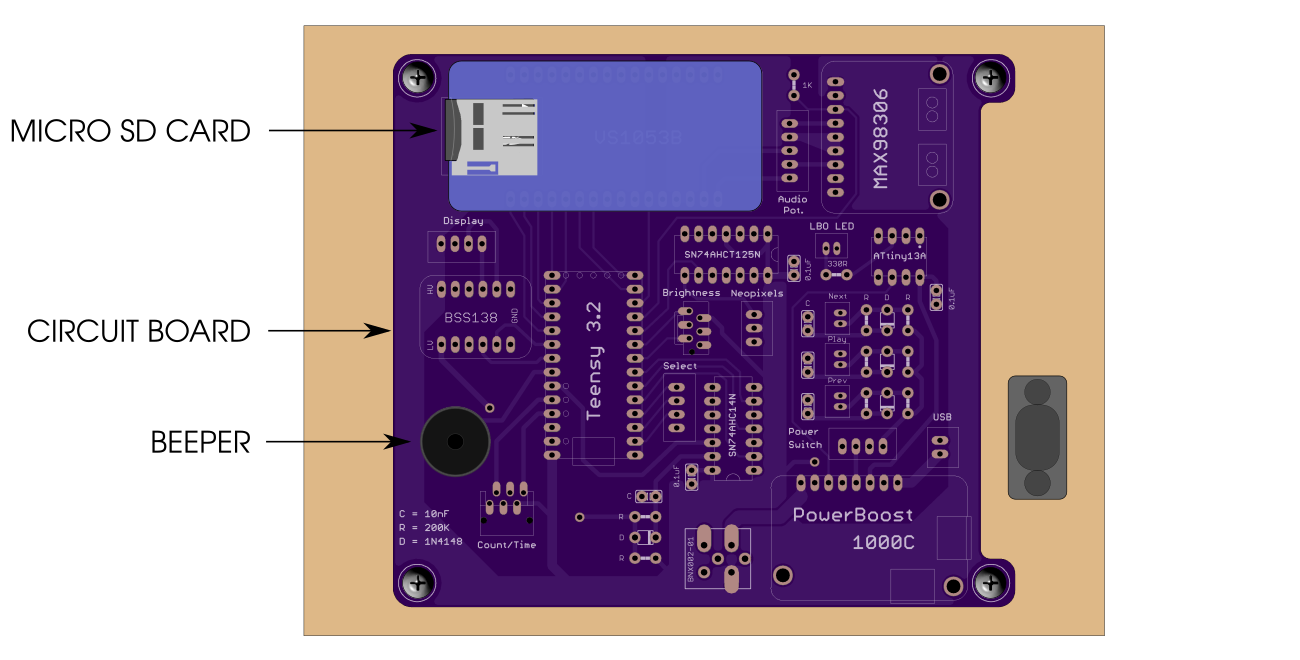 MICRO SD CARD
CIRCUIT BOARD
BEEPER
VS1053B
1K
MAX98306
Audio
Pot.
Display
LBO LED
330R
ATiny13A
SN74AHCT125N
0.1uF
0.1uF
HV
BSS138
GND
LV
Teensy 3.2
Brightness
Neopixels
C
Next
R
D
R
Play
Prev
Select
SN74AHC14N
USB
Power
Switch
0.1uF
PowerBoost
1000C
C = 10nF
R = 200K
D = 1N4148
Count/Time
C
R
D
R
BNX002-01